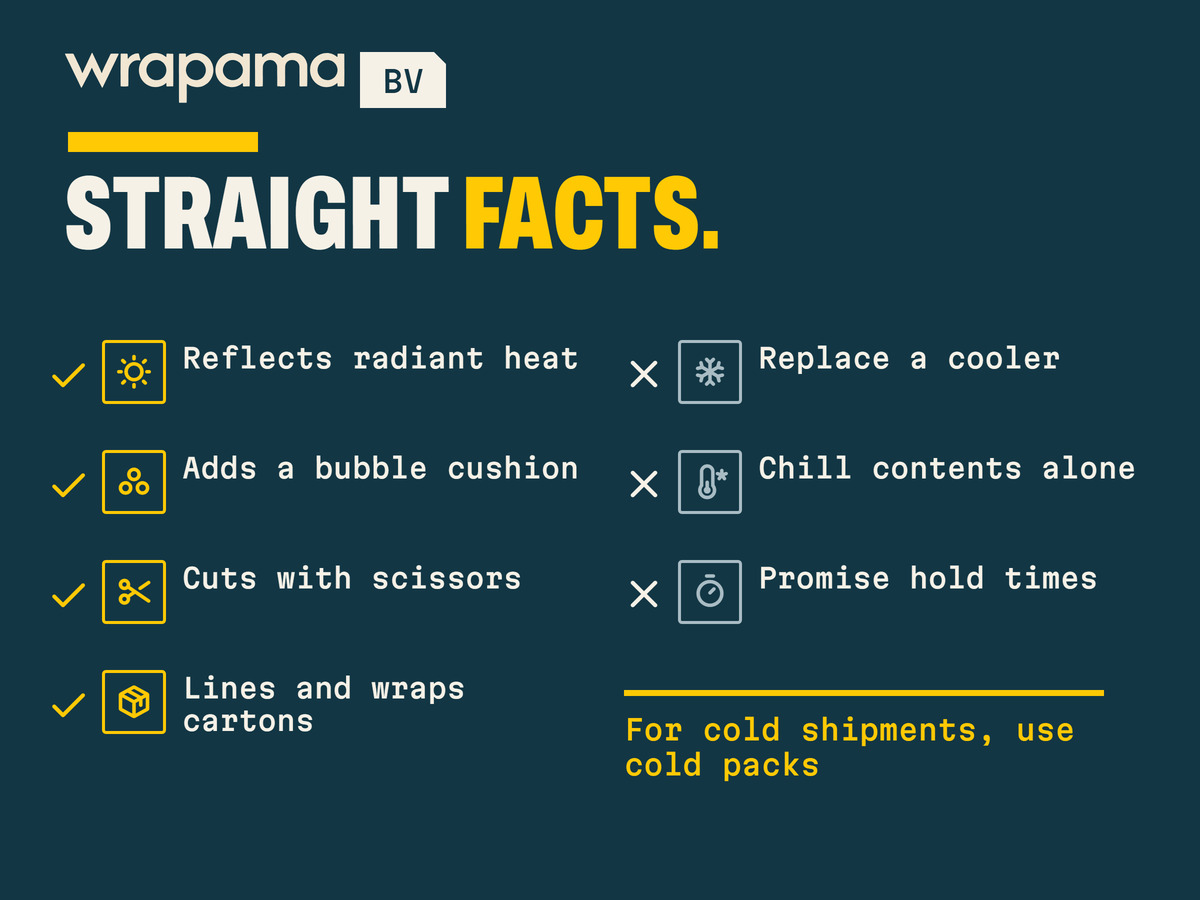 wrapama BV
STRAIGHT FACTS.
Reflects radiant heat
Adds a bubble cushion
Cuts with scissors
Lines and wraps
cartons
Replace a cooler
Chill contents alone
Promise hold times
For cold shipments, use
cold packs